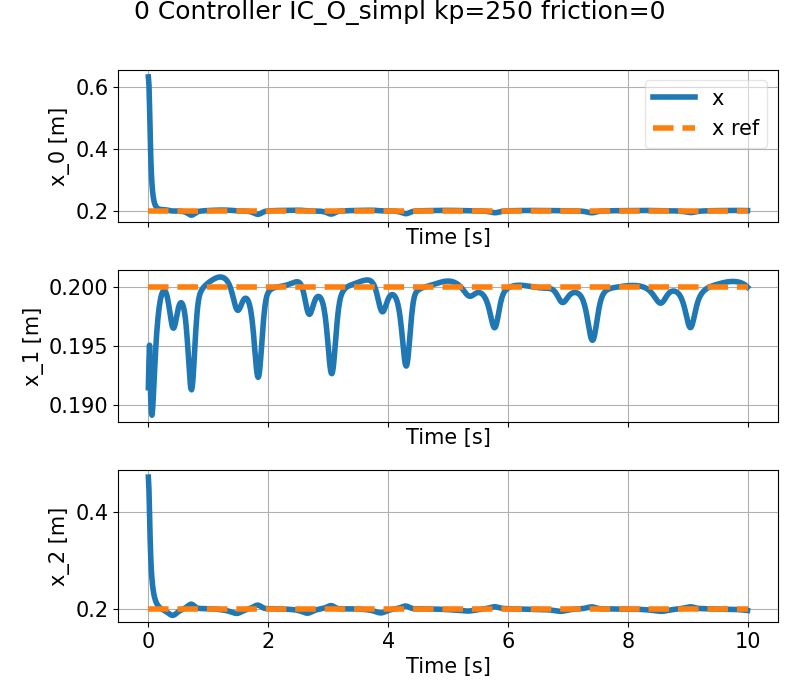 0 Controller IC_O_simpl kp=250 friction=0
0.6
0.4
0.2
x_0 [m]
x
x ref
Time [s]
0.200
0.195
0.190
x_1 [m]
Time [s]
0.4
0.2
x_2 [m]
0 2 4 6 8 10
Time [s]